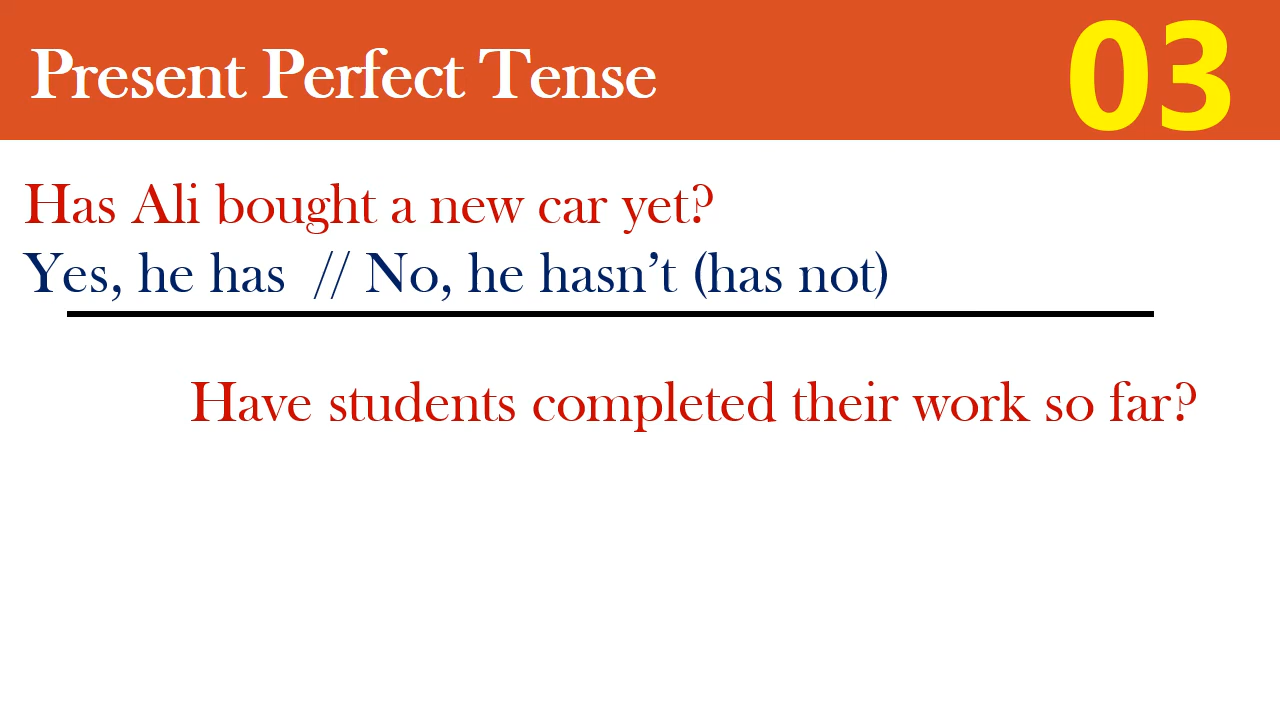 Present Perfect Tense
03
Has Ali bought a new car yet?
Yes, he has // No, he hasn’t (has not)
Have students completed their work so far?